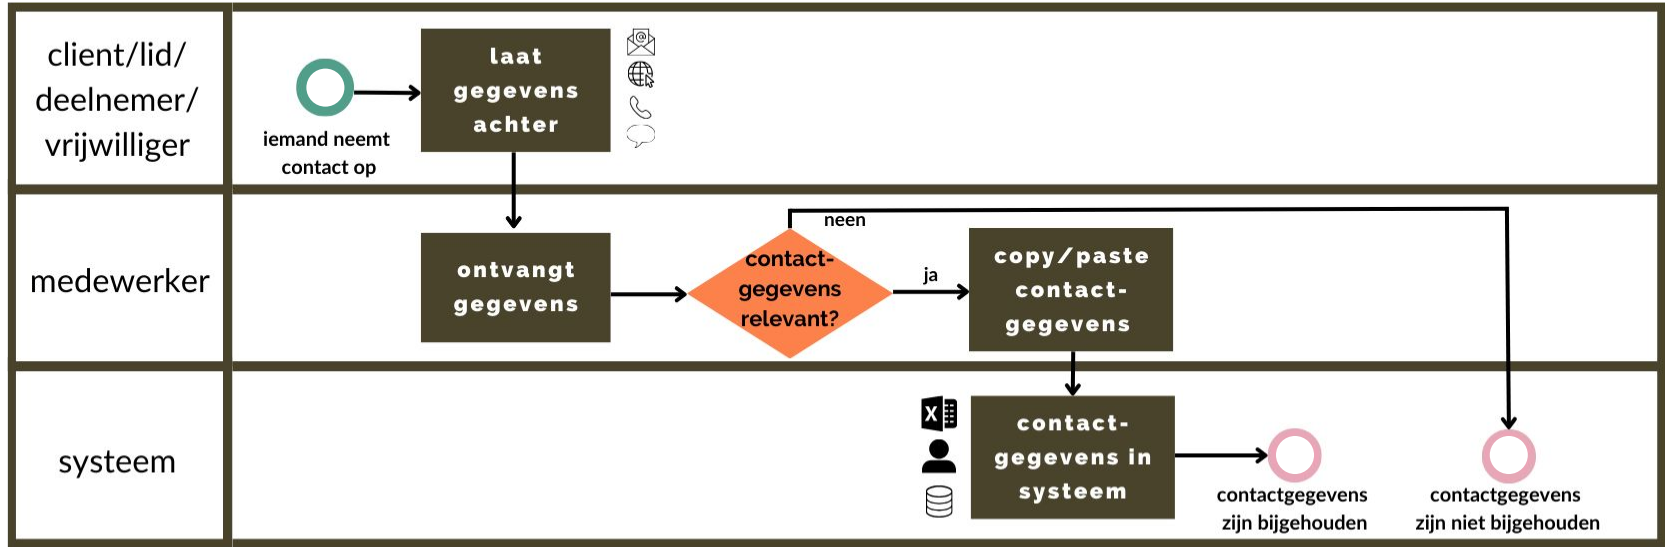 client/lid/
deelnemer/
vrijwilliger
iemand neemt
contact op
laat
gegevens
achter
medewerker
ontvangt
gegevens
contact-
gegevens
relevant?
neen
ja
copy/paste
contact-
gegevens
systeem
X
contact-
gegevens in
systeem
contactgegevens
zijn bijgehouden
contactgegevens
zijn niet bijgehouden